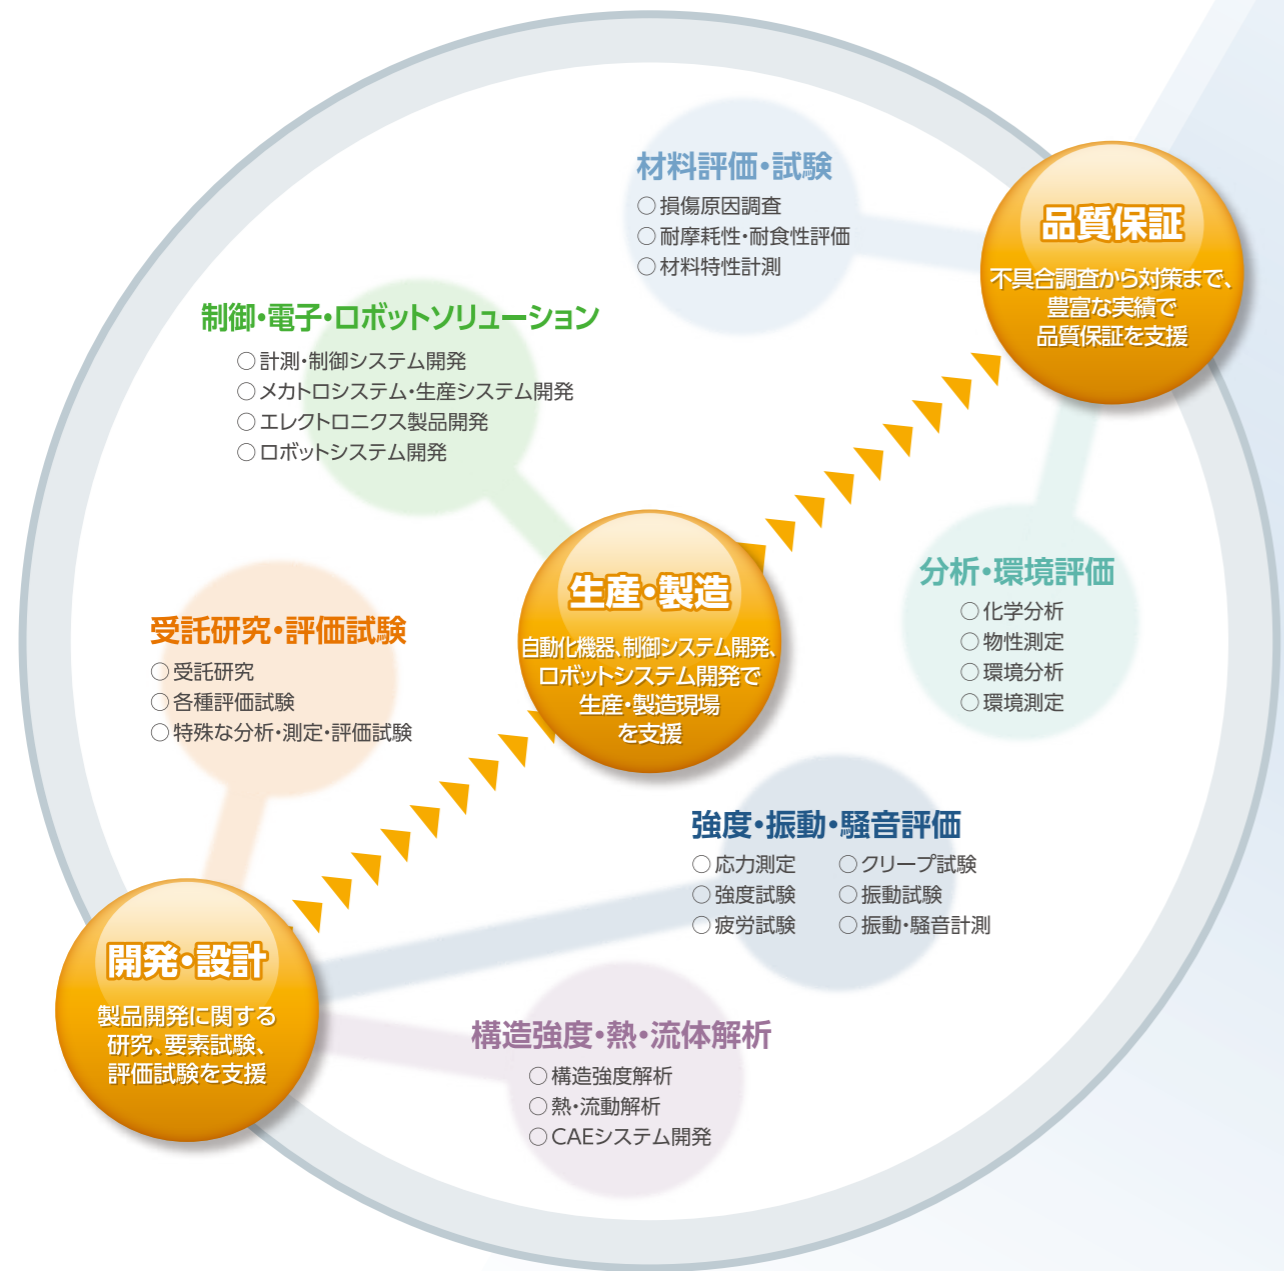 材料評価・試験
○損傷原因調査
○耐摩耗性・耐食性評価
○材料特性計測
品質保証
不具合調査から対策まで、
豊富な実績で
品質保証を支援
制御・電子・ロボットソリューション
○計測・制御システム開発
○メカトロシステム・生産システム開発
○エレクトロニクス製品開発
○ロボットシステム開発
生産・製造
自動化機器、制御システム開発、
ロボットシステム開発で
生産・製造現場
を支援
分析・環境評価
○化学分析
○物性測定
○環境分析
○環境測定
受託研究・評価試験
○受託研究
○各種評価試験
○特殊な分析・測定・評価試験
強度・振動・騒音評価
○応力測定 ○クリープ試験
○強度試験 ○振動試験
○疲労試験 ○振動・騒音計測
開発・設計
製品開発に関する
研究、要素試験、
評価試験を支援
構造強度・熱・流体解析
○構造強度解析
○熱・流動解析
○CAEシステム開発